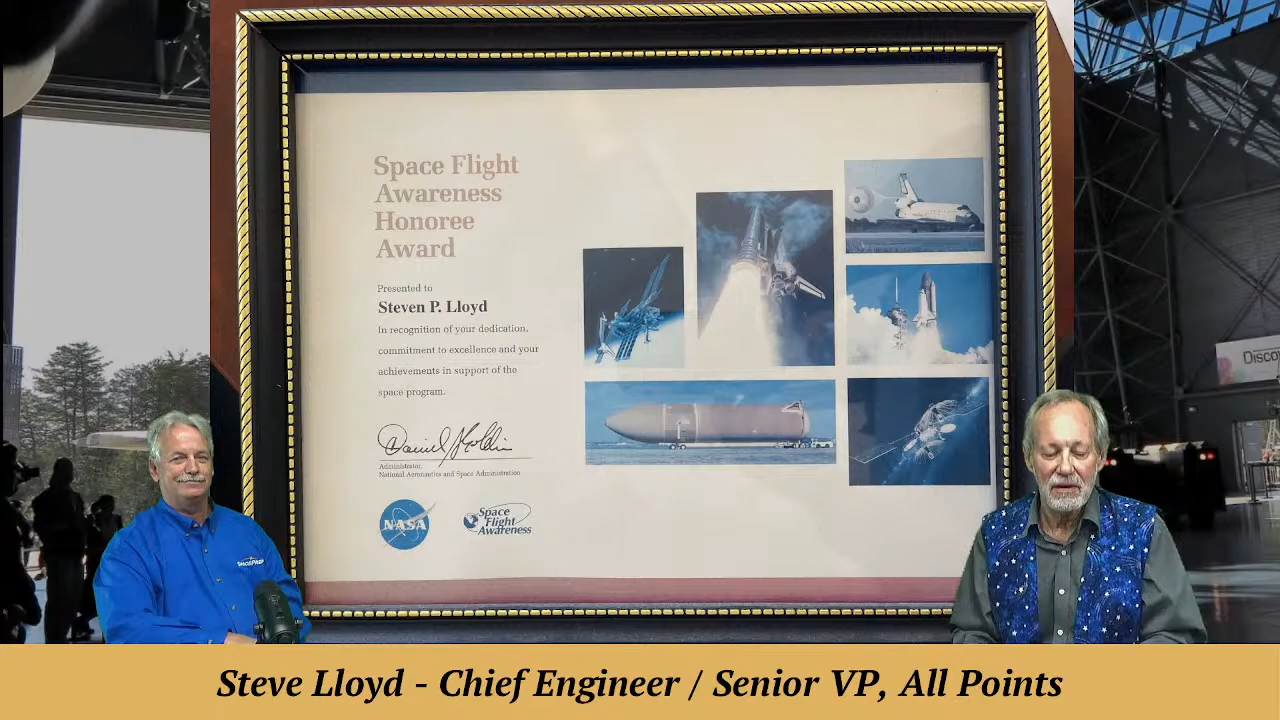 Space Flight
Awareness
Honoree
Award
Presented to
Steven P. Lloyd
In recognition of your dedication,
commitment to excellence and your
achievements in support of the
space program.
Administrator,
National Aeronautics and Space Administration
NASA
Space
Flight
Awareness
Steve Lloyd - Chief Engineer / Senior VP, All Points